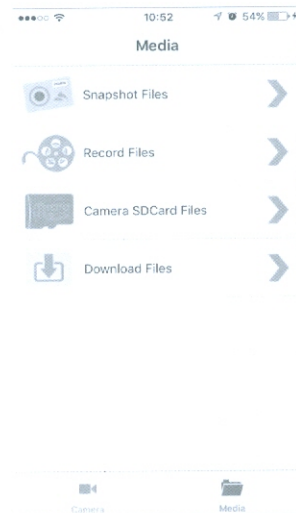 10:52 54%
Media
Snapshot Files
Record Files
Camera SDCard Files
Download Files
Camera Media